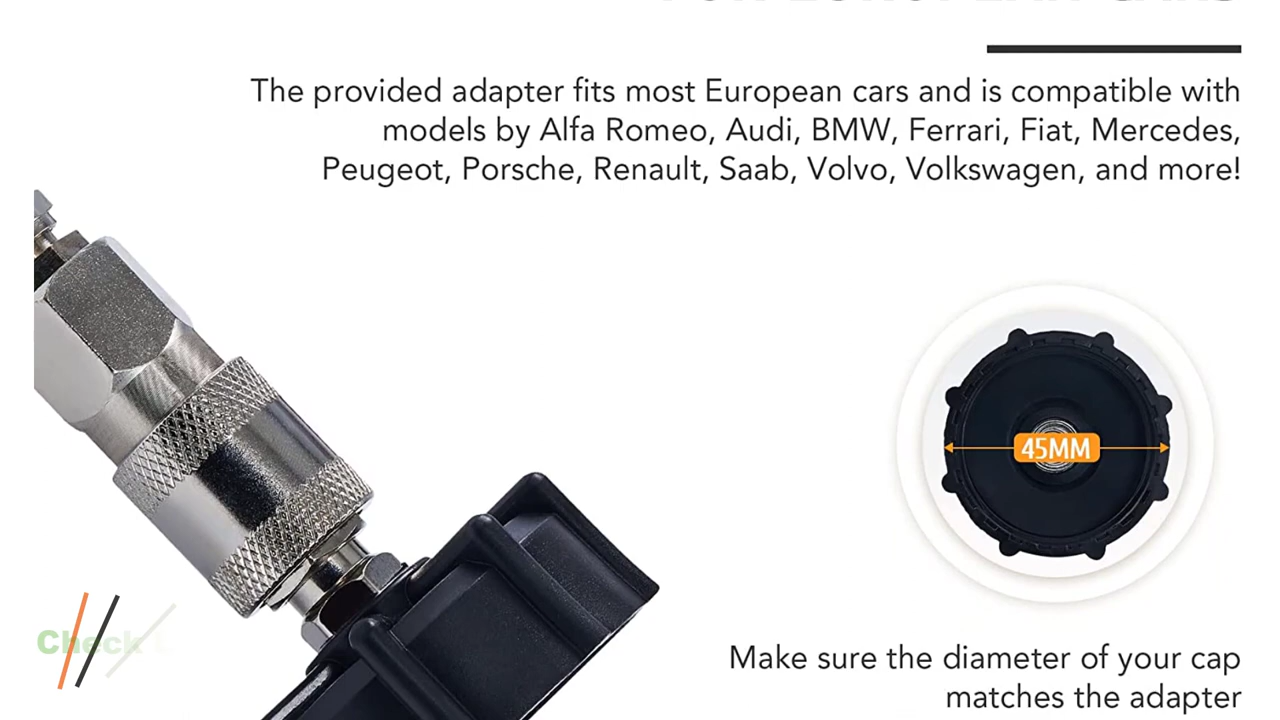 The provided adapter fits most European cars and is compatible with
models by Alfa Romeo, Audi, BMW, Ferrari, Fiat, Mercedes,
Peugeot, Porsche, Renault, Saab, Volvo, Volkswagen, and more!
45MM
Check
Make sure the diameter of your cap
matches the adapter